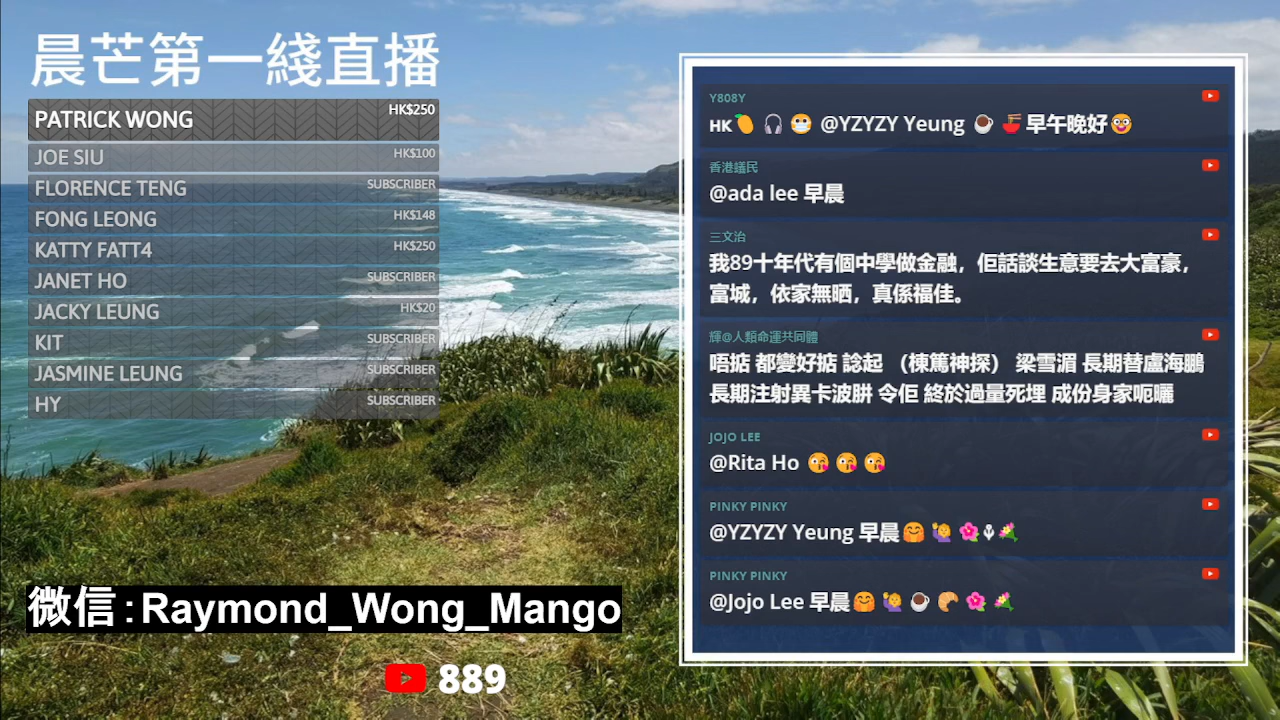 晨芒第一綫直播
PATRICK WONG HK$250
JOE SIU HK$100
FLORENCE TENG SUBSCRIBER
FONG LEONG HK$148
KATTY FATT4 HK$250
JANET HO SUBSCRIBER
JACKY LEUNG HK$20
KIT SUBSCRIBER
JASMINE LEUNG SUBSCRIBER
HY SUBSCRIBER
微信:Raymond_Wong_Mango
889
Y808Y
HK🥭 🎧 😷 @YZYZY Yeung ☕ 🍜早午晚好🤓
香港議民
@ada lee 早晨
三文治
我89十年代有個中學做金融，佢話談生意要去大富豪，
富城，依家無晒，真係福佳。
輝@人類命運共同體
唔掂 都變好掂 諗起 （棟篤神探） 梁雪湄 長期替盧海鵬
長期注射異卡波肼 令佢 終於過量死埋 成份身家呃曬
JOJO LEE
@Rita Ho 😘 😘 😘
PINKY PINKY
@YZYZY Yeung 早晨🤗 🙋 🌺⚘💐
PINKY PINKY
@Jojo Lee 早晨🤗 🙋 ☕ 🥐 🌺 💐